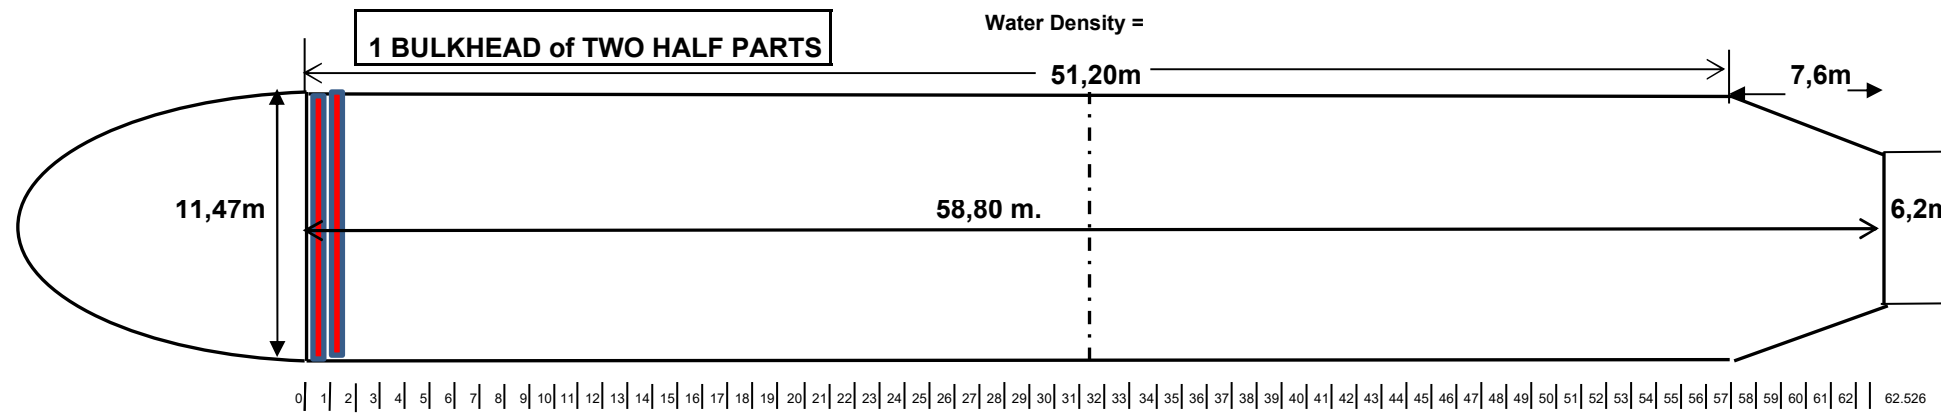 Water Density =
1 BULKHEAD of TWO HALF PARTS
51,20m
7,6m
11,47m
58,80 m.
6,2m
0 1 2 3 4 5 6 7 8 9 10 11 12 13 14 15 16 17 18 19 20 21 22 23 24 25 26 27 28 29 30 31 32 33 34 35 36 37 38 39 40 41 42 43 44 45 46 47 48 49 50 51 52 53 54 55 56 57 58 59 60 61 62 62.526